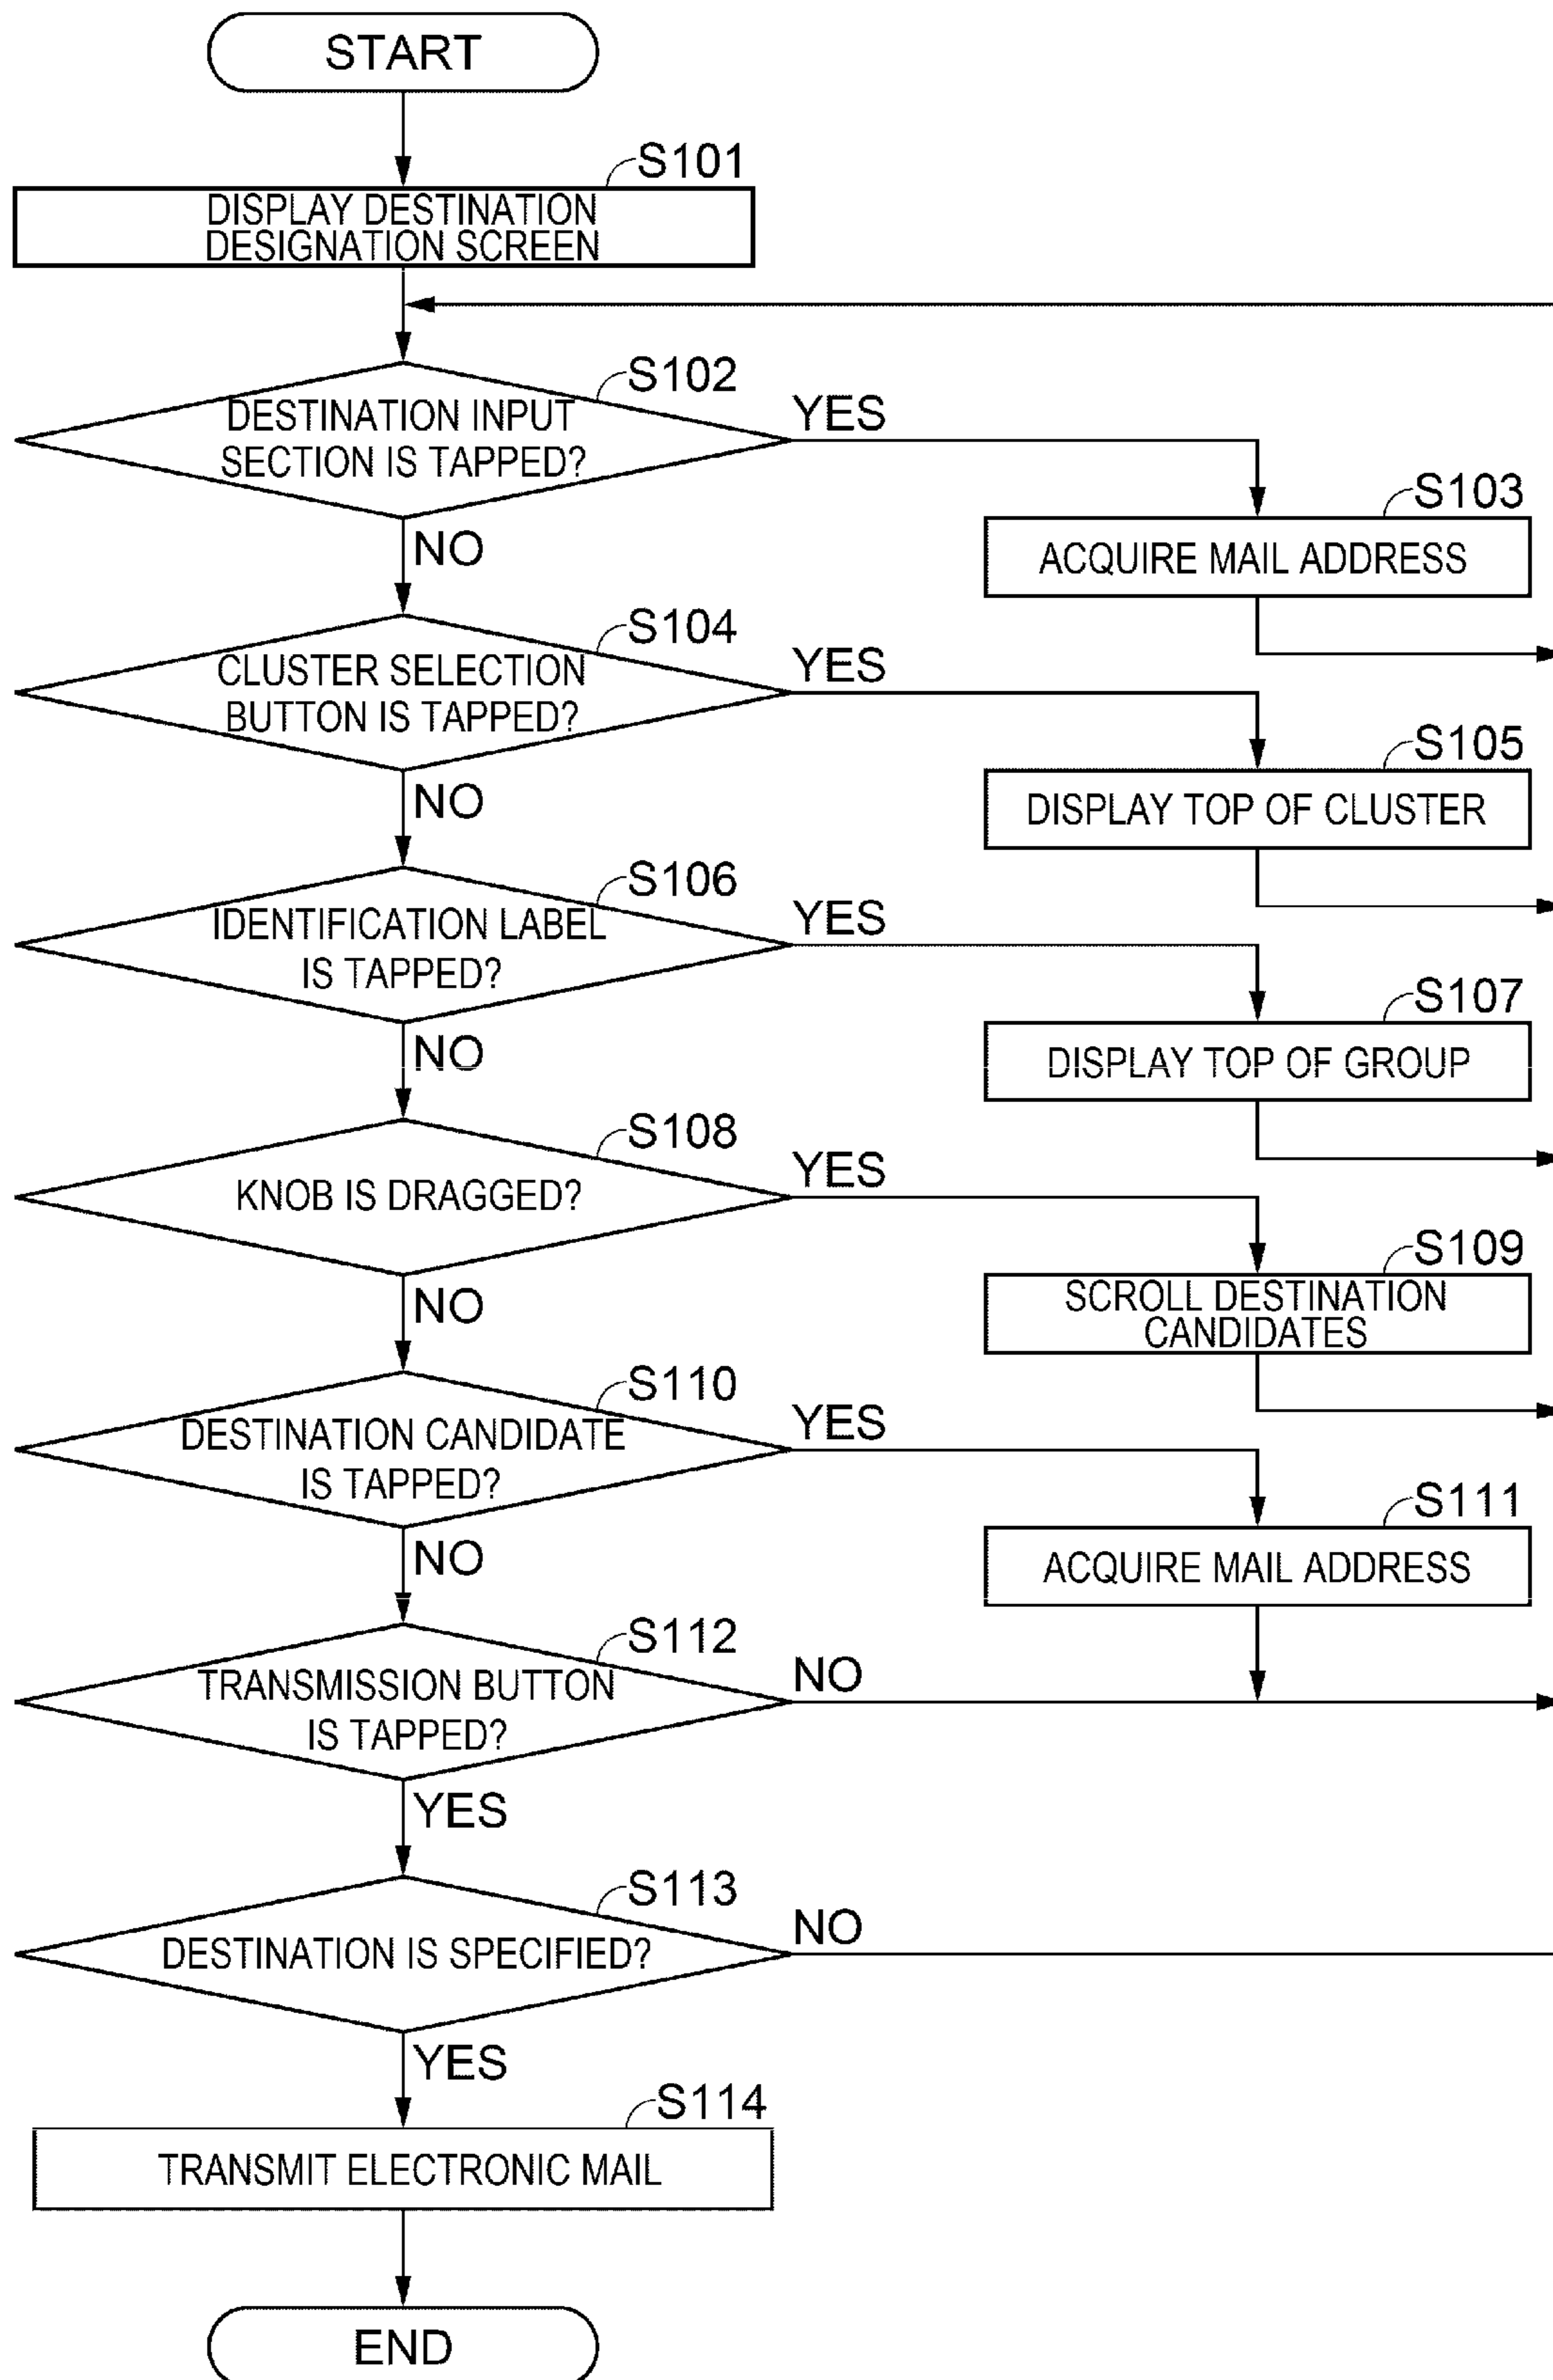 START
S101
DISPLAY DESTINATION
DESIGNATION SCREEN
S102
DESTINATION INPUT
SECTION IS TAPPED?
YES
S103
ACQUIRE MAIL ADDRESS
NO
S104
CLUSTER SELECTION
BUTTON IS TAPPED?
YES
S105
DISPLAY TOP OF CLUSTER
NO
S106
IDENTIFICATION LABEL
IS TAPPED?
YES
S107
DISPLAY TOP OF GROUP
NO
S108
KNOB IS DRAGGED?
YES
S109
SCROLL DESTINATION
CANDIDATES
NO
S110
DESTINATION CANDIDATE
IS TAPPED?
YES
S111
ACQUIRE MAIL ADDRESS
NO
S112
TRANSMISSION BUTTON
IS TAPPED?
NO
YES
S113
DESTINATION IS SPECIFIED?
NO
YES
S114
TRANSMIT ELECTRONIC MAIL
END